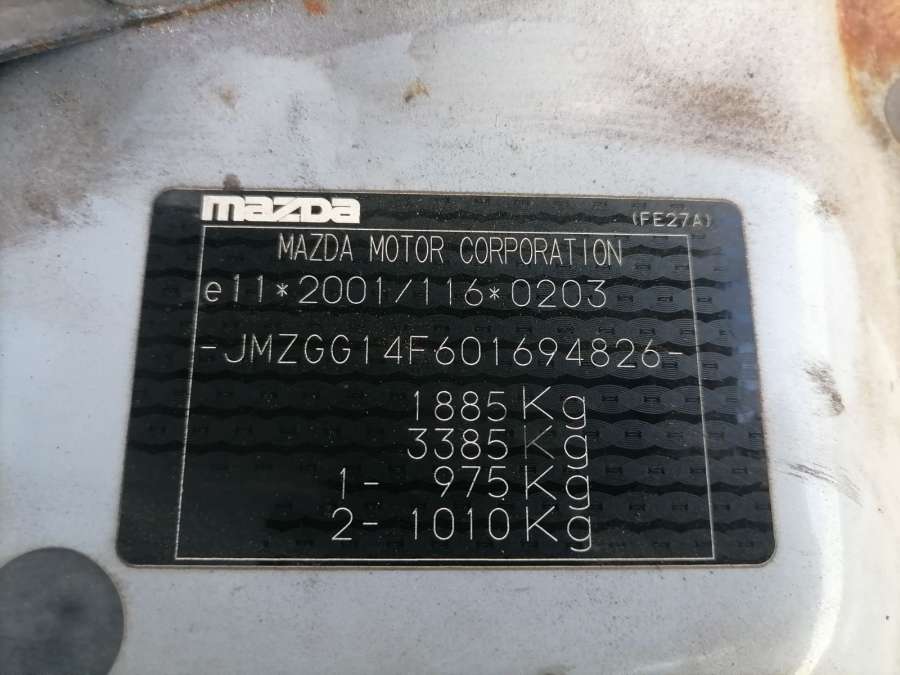 mazda
(FE27A)
MAZDA MOTOR CORPORATION
e11*2001/116*0203
-JMZGG14F601694826-
1885Kg
3385Kg
1- 975Kg
2- 1010Kg